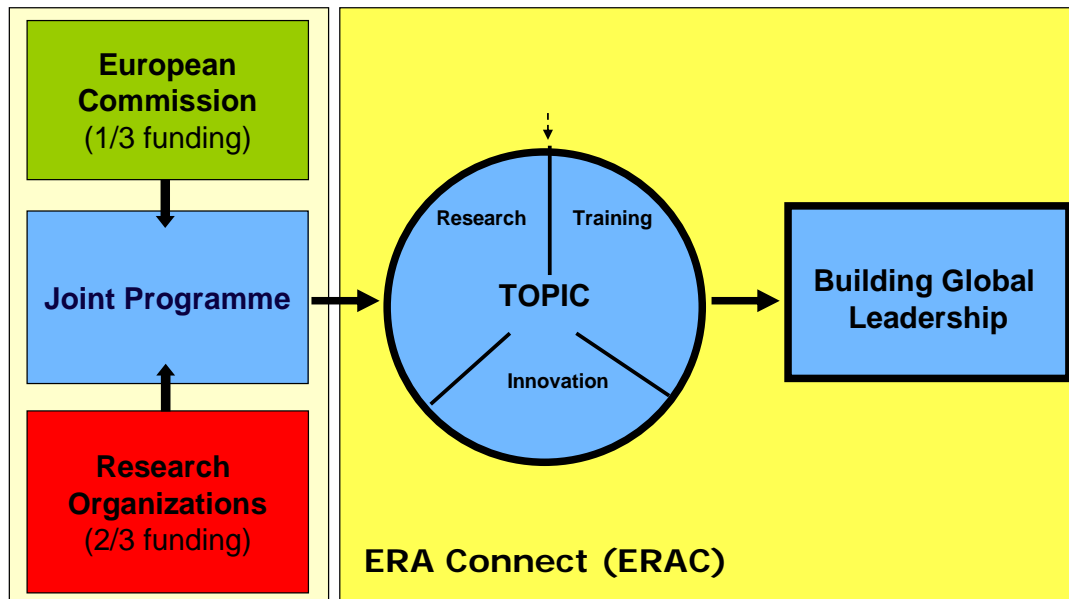 European
Commission
(1/3 funding)
Joint Programme
Research
Organizations
(2/3 funding)
Research
Training
TOPIC
Innovation
Building Global
Leadership
ERA Connect (ERAC)